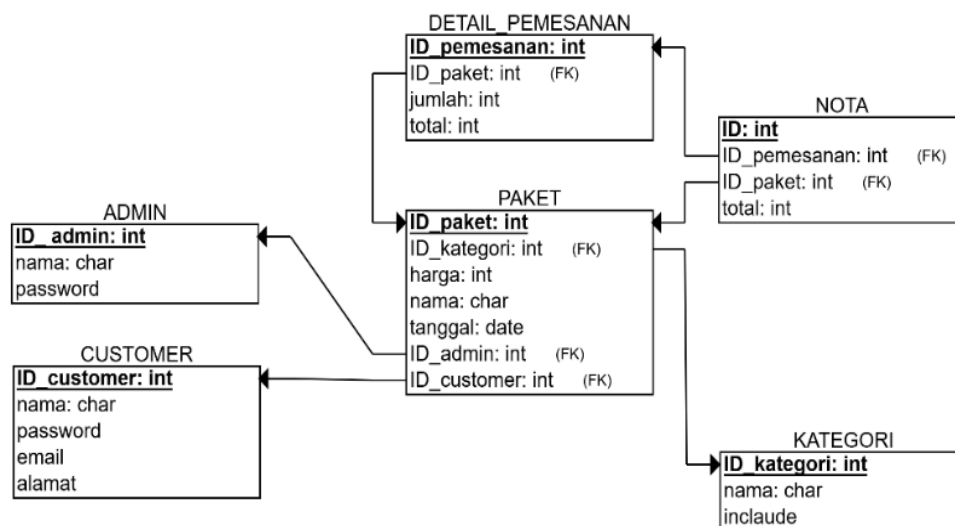 DETAIL_PEMESANAN
ID_pemesanan: int
ID_paket: int (FK)
jumlah: int
total: int
NOTA
ID: int
ID_pemesanan: int (FK)
ID_paket: int (FK)
total: int
PAKET
ID_paket: int
ID_kategori: int (FK)
harga: int
nama: char
tanggal: date
ID_admin: int (FK)
ID_customer: int (FK)
ADMIN
ID_ admin: int
nama: char
password
CUSTOMER
ID_customer: int
nama: char
password
email
alamat
KATEGORI
ID_kategori: int
nama: char
inclaude